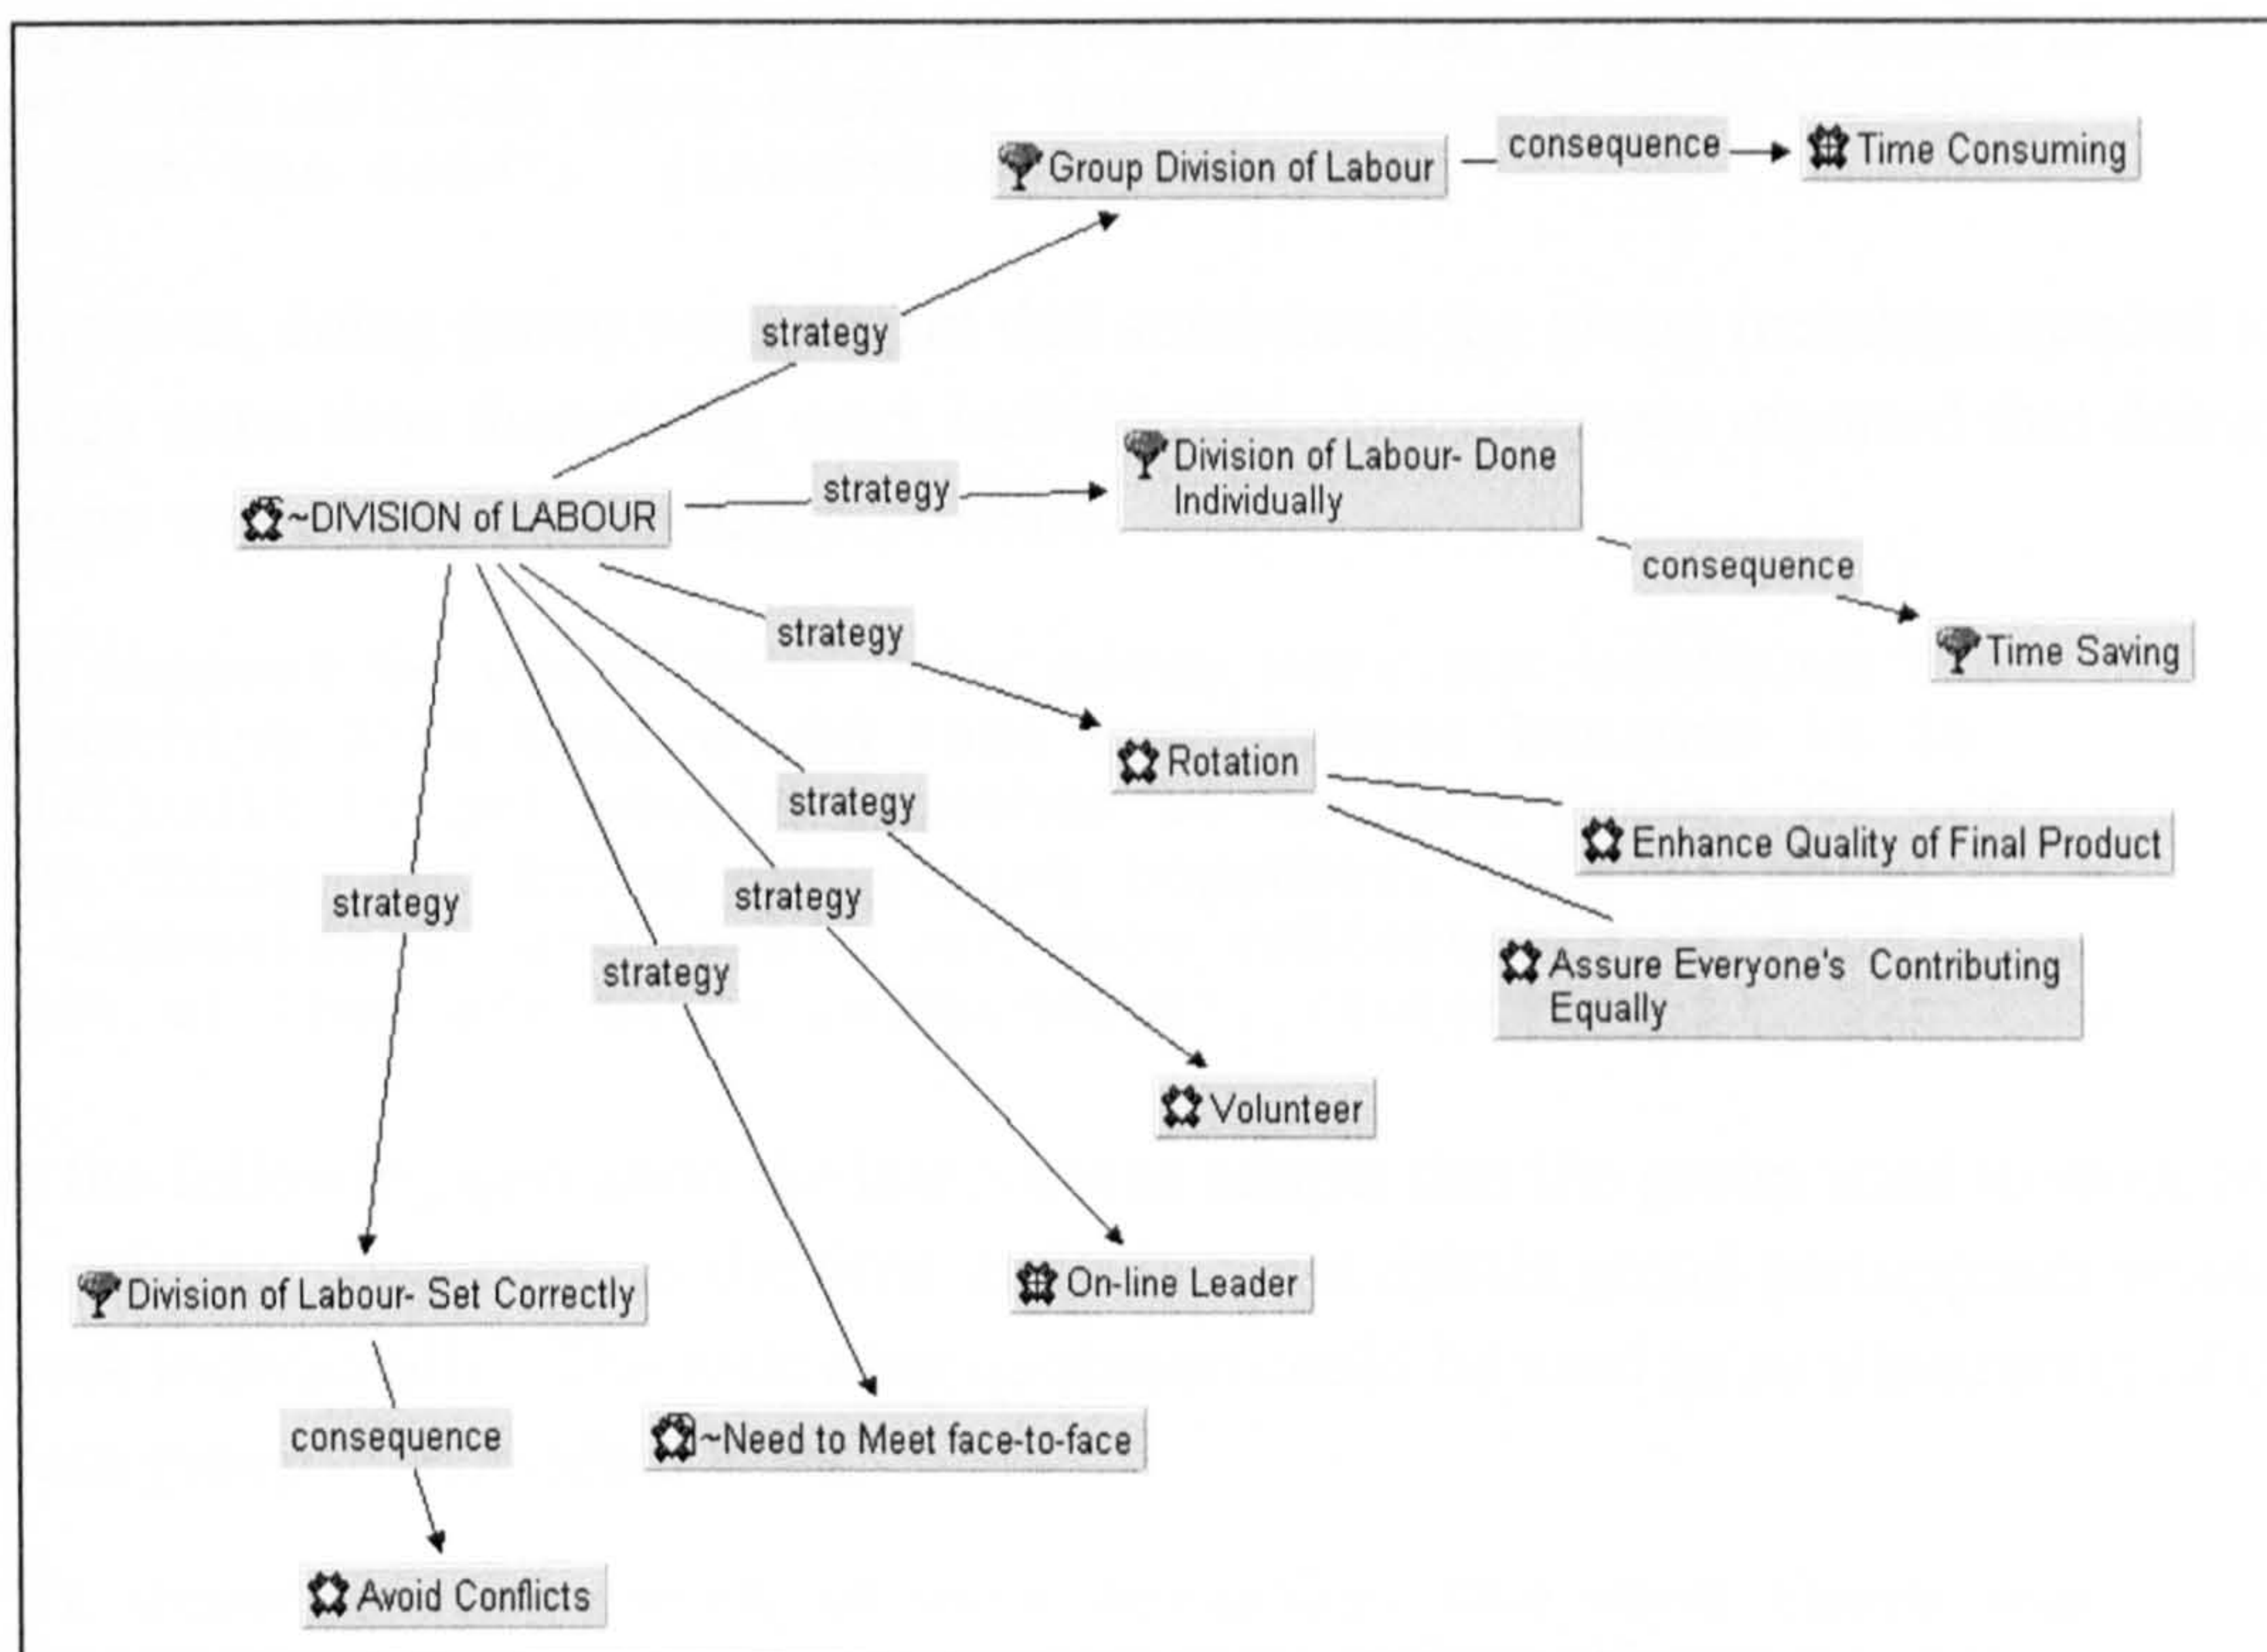 consequence
Time Consuming
Group Division of Labour
strategy
Division of Labour- Done
Individually
strategy
~DIVISION of LABOUR
consequence
strategy
Time Saving
Rotation
strategy
Enhance Quality of Final Product
strategy
strategy
Assure Everyone's Contributing
Equally
strategy
Volunteer
On-line Leader
Division of Labour- Set Correctly
consequence
~Need to Meet face-to-face
Avoid Conflicts